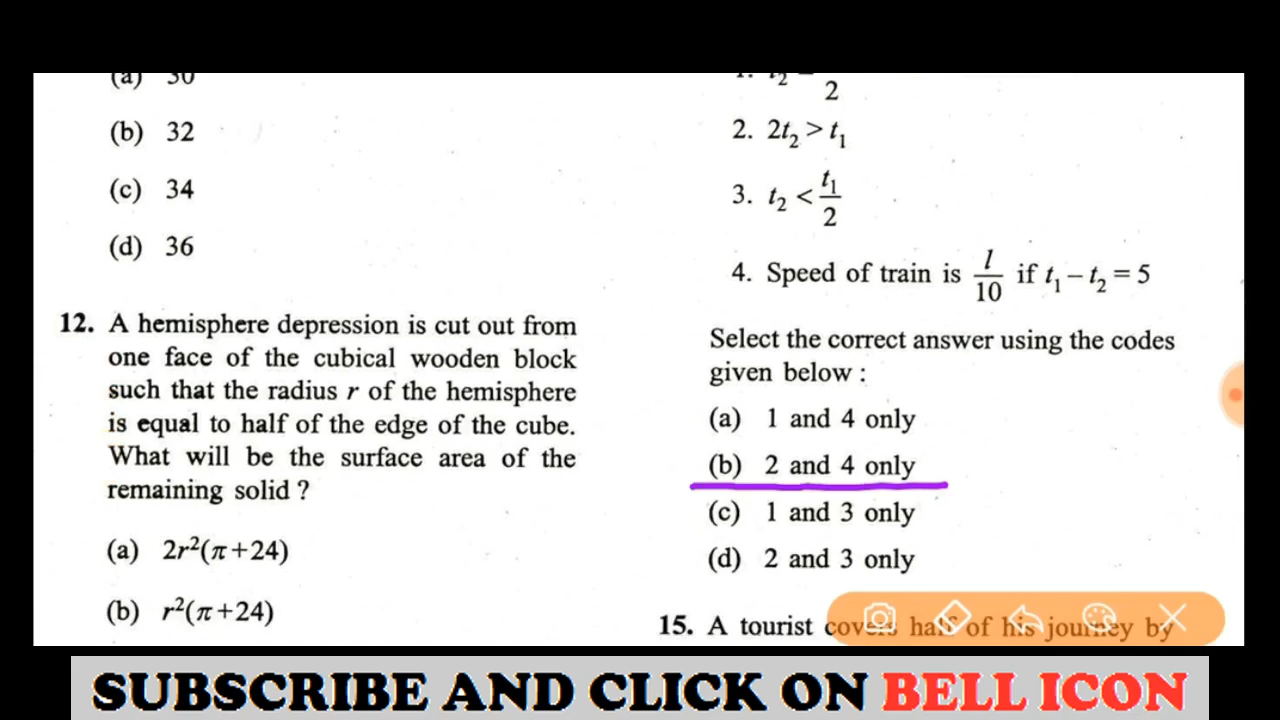 (a) 30
(b) 32
(c) 34
(d) 36
12. A hemisphere depression is cut out from
one face of the cubical wooden block
such that the radius r of the hemisphere
is equal to half of the edge of the cube.
What will be the surface area of the
remaining solid ?
(a) 2r²(π+24)
(b) r²(π+24)
2
2. 2t₂ > t₁
3. t₂ < t₁/2
4. Speed of train is l/10 if t₁ – t₂ = 5
Select the correct answer using the codes
given below :
(a) 1 and 4 only
(b) 2 and 4 only
(c) 1 and 3 only
(d) 2 and 3 only
15. A tourist covers half of his journey by
SUBSCRIBE AND CLICK ON BELL ICON